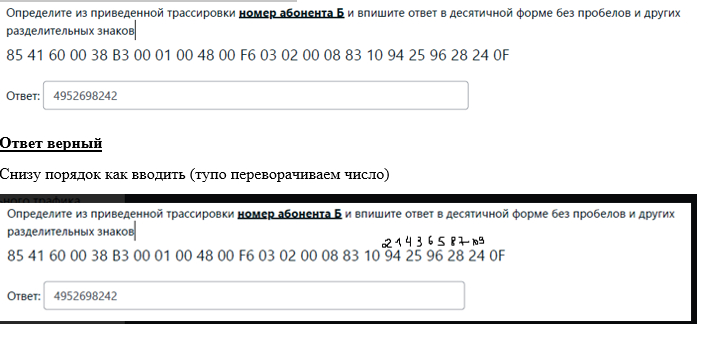 Определите из приведенной трассировки номер абонента Б и впишите ответ в десятичной форме без пробелов и других
разделительных знаков
85 41 60 00 38 B3 00 01 00 48 00 F6 03 02 00 08 83 10 94 25 96 28 24 0F
Ответ: 4952698242
Ответ верный
Снизу порядок как вводить (тупо переворачиваем число)
Определите из приведенной трассировки номер абонента Б и впишите ответ в десятичной форме без пробелов и других
разделительных знаков
2 1 4 3 6 5 8 7 10 9
85 41 60 00 38 B3 00 01 00 48 00 F6 03 02 00 08 83 10 94 25 96 28 24 0F
Ответ: 4952698242